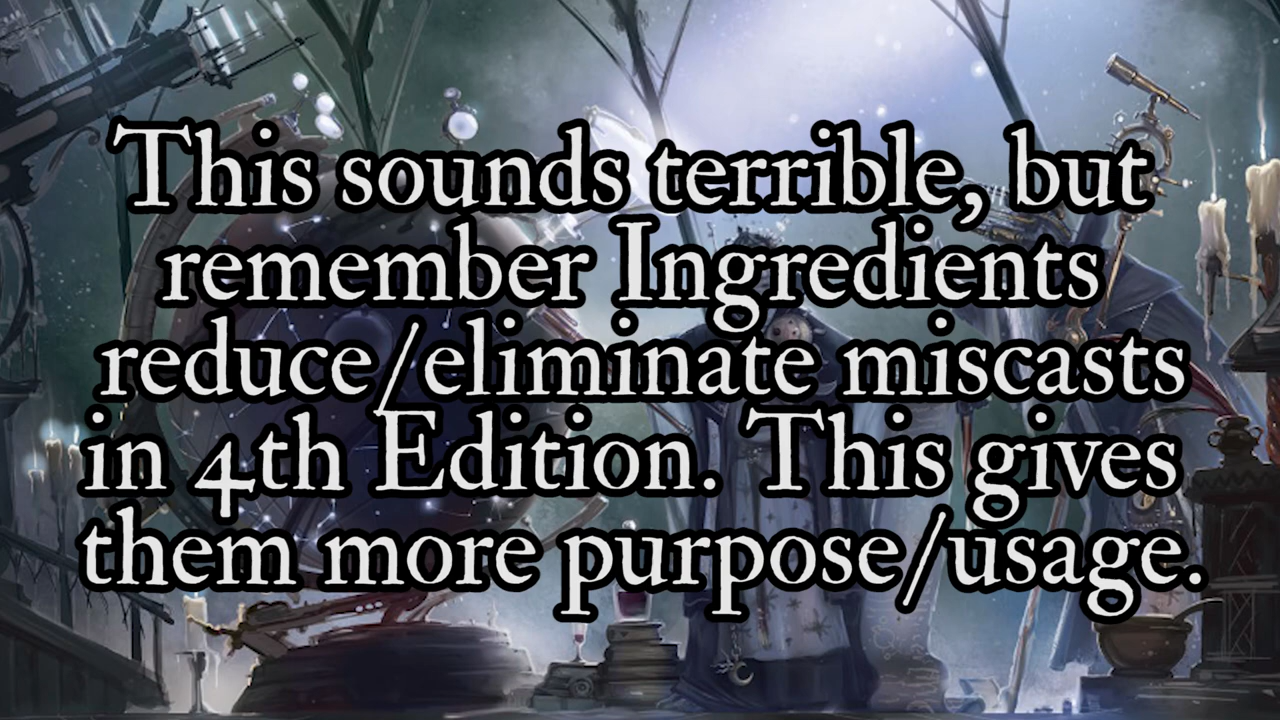 This sounds terrible, but
remember Ingredients
reduce/eliminate miscasts
in 4th Edition. This gives
them more purpose/usage.